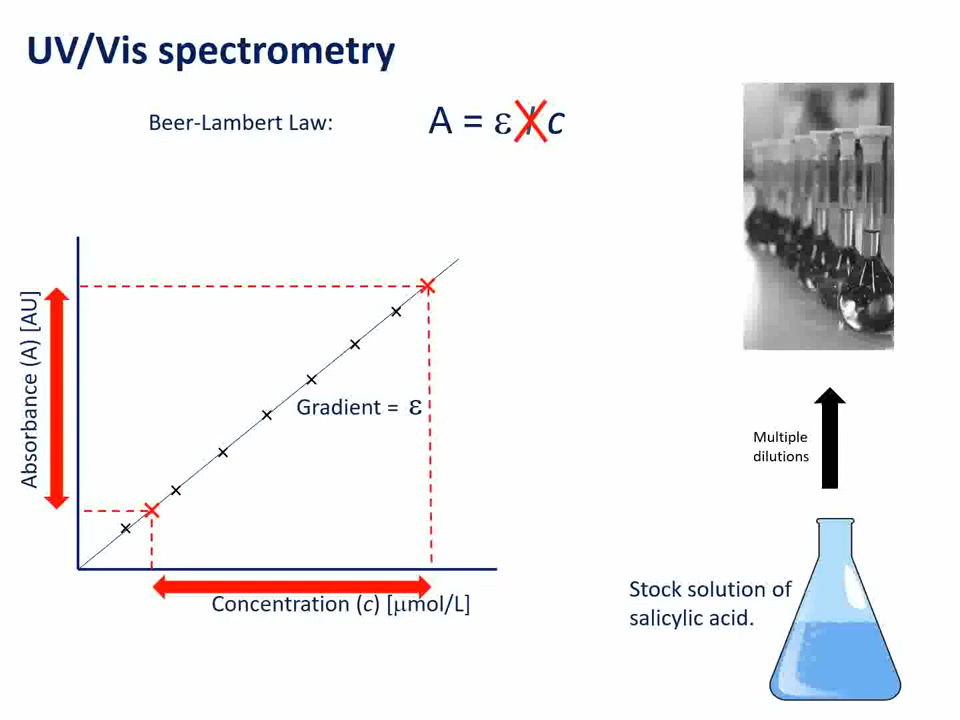 UV/Vis spectrometry
Beer-Lambert Law:
A = ε l c
Absorbance (A) [AU]
Gradient = ε
Concentration (c) [μmol/L]
Multiple
dilutions
Stock solution of
salicylic acid.